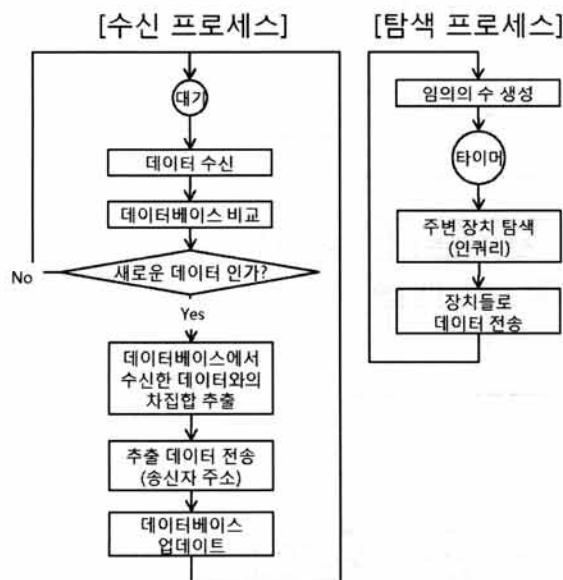 [수신 프로세스]
대기
데이터 수신
데이터베이스 비교
새로운 데이터 인가?
No
Yes
데이터베이스에서
수신한 데이터와의
차집합 추출
추출 데이터 전송
(송신자 주소)
데이터베이스
업데이트
[탐색 프로세스]
임의의 수 생성
타이머
주변 장치 탐색
(인쿼리)
장치들로
데이터 전송